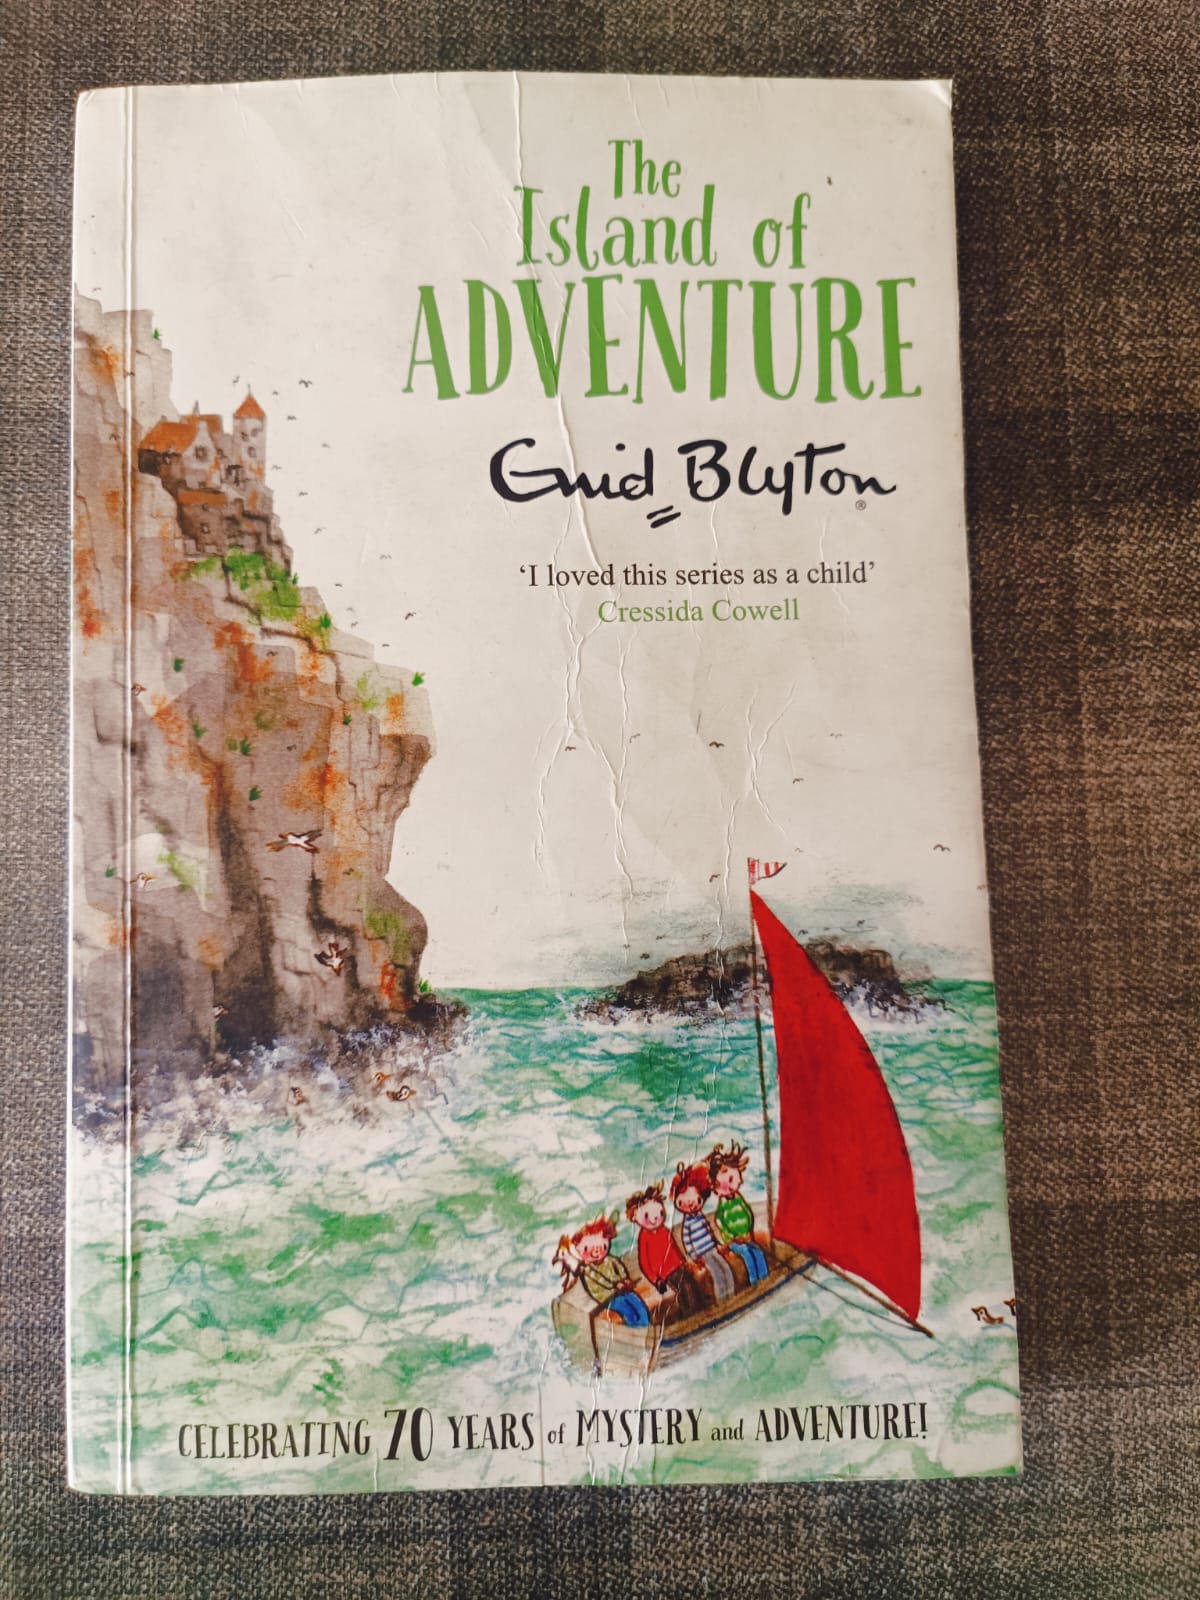 The
Island of
ADVENTURE
Enid Blyton
®
‘I loved this series as a child’
Cressida Cowell
CELEBRATING 70 YEARS of MYSTERY and ADVENTURE!